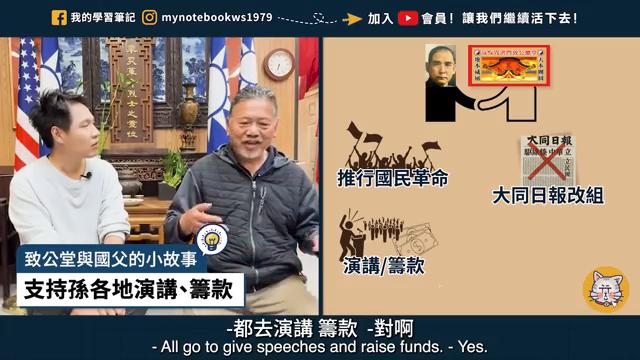 我的學習筆記 mynotebookws1979 加入 會員！讓我們繼續活下去！
大同日報
推行國民革命
大同日報改組
演講/籌款
致公堂與國父的小故事
支持孫各地演講、籌款
-都去演講 籌款 -對啊
- All go to give speeches and raise funds. - Yes.